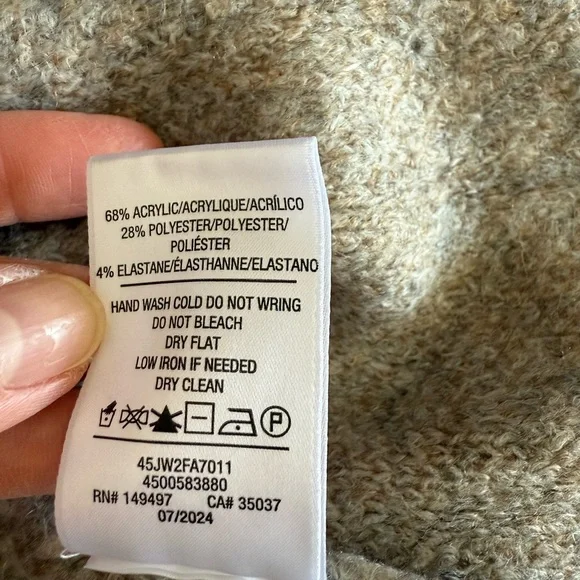 68% ACRYLIC/ACRYLIQUE/ACRÍLICO
28% POLYESTER/POLYESTER/
POLIÉSTER
4% ELASTANE/ÉLASTHANNE/ELASTANO
HAND WASH COLD DO NOT WRING
DO NOT BLEACH
DRY FLAT
LOW IRON IF NEEDED
DRY CLEAN
P
45JW2FA7011
4500583880
RN# 149497 CA# 35037
07/2024